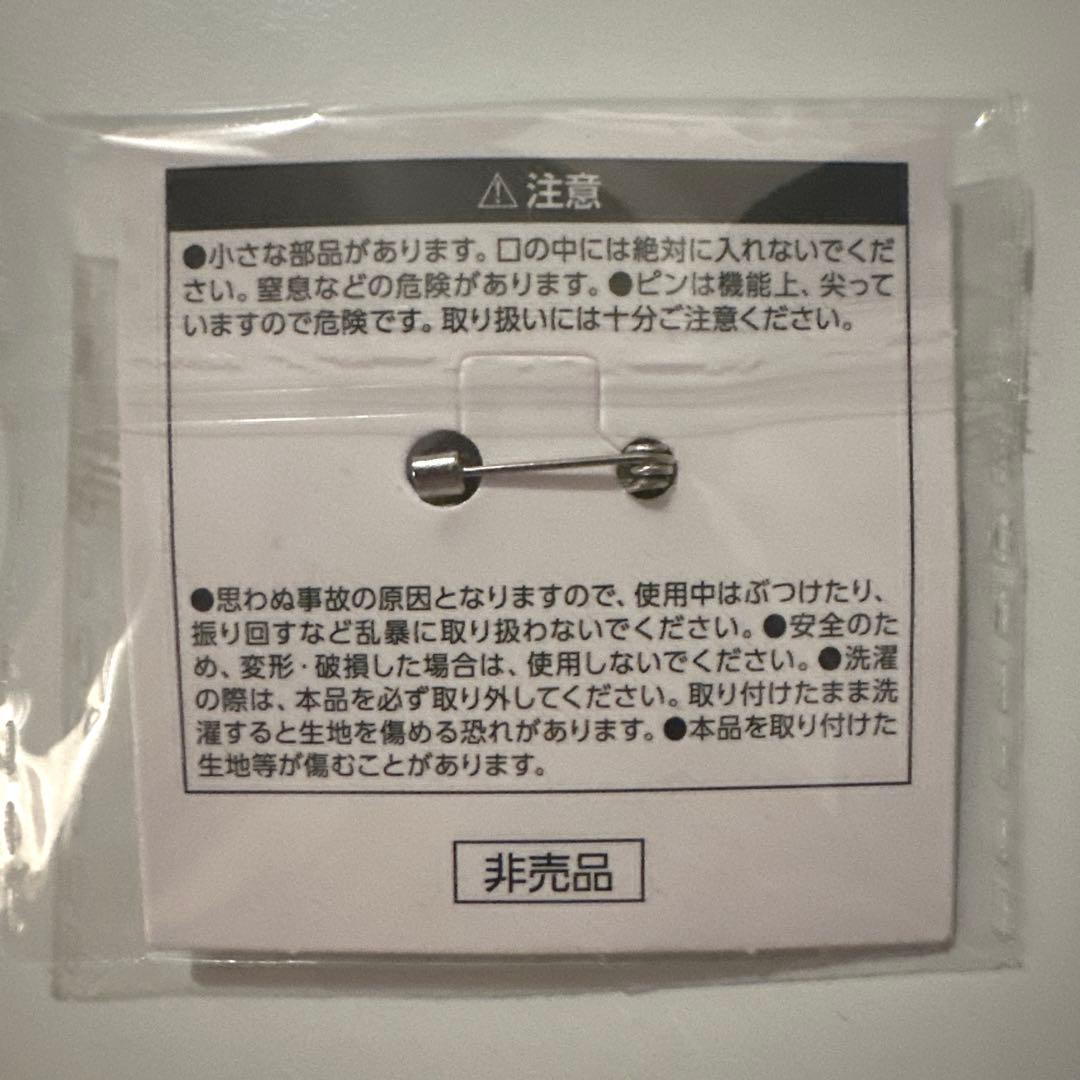 ⚠注意
●小さな部品があります。口の中には絶対に入れないでくだ
さい。窒息などの危険があります。●ピンは機能上、尖って
いますので危険です。取り扱いには十分ご注意ください。
●思わぬ事故の原因となりますので、使用中はぶつけたり、
振り回すなど乱暴に取り扱わないでください。●安全のた
め、変形・破損した場合は、使用しないでください。●洗濯
の際は、本品を必ず取り外してください。取り付けたまま洗
濯すると生地を傷める恐れがあります。●本品を取り付けた
生地等が傷むことがあります。
非売品